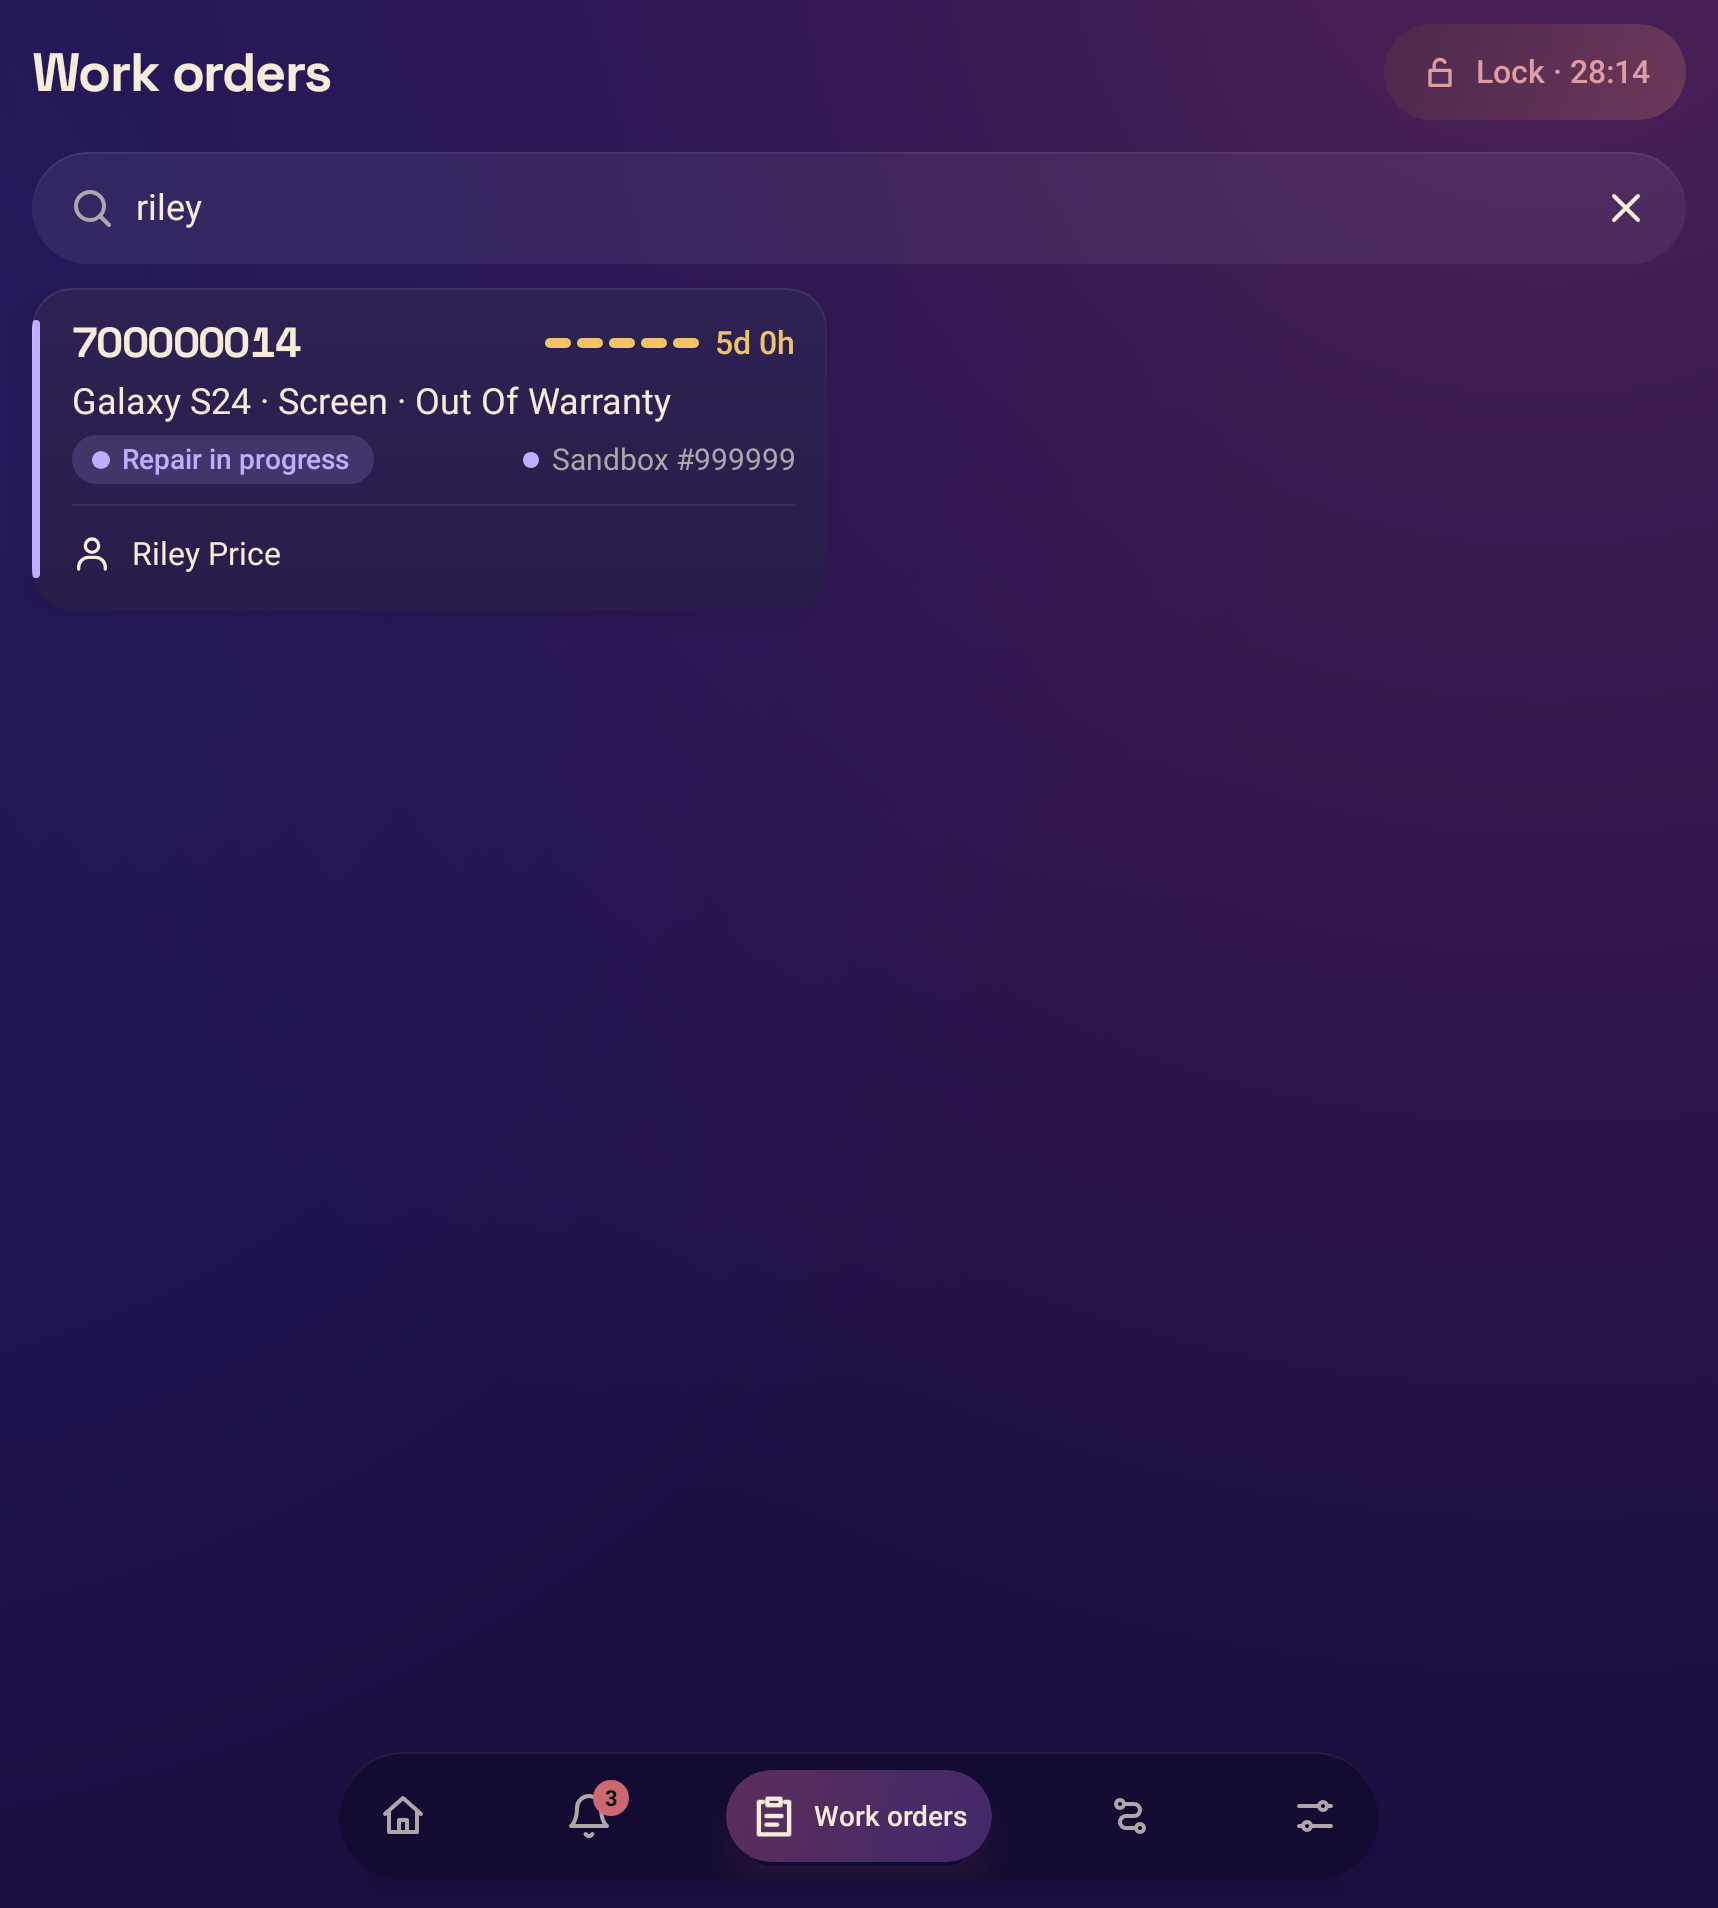 Work orders
Lock · 28:14
riley
700000014
5d 0h
Galaxy S24 · Screen · Out Of Warranty
Repair in progress
Sandbox #999999
Riley Price
3
Work orders